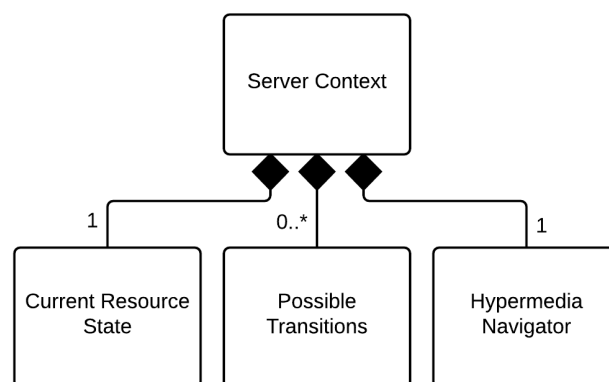 Server Context
1
0..*
1
Current Resource
State
Possible
Transitions
Hypermedia
Navigator